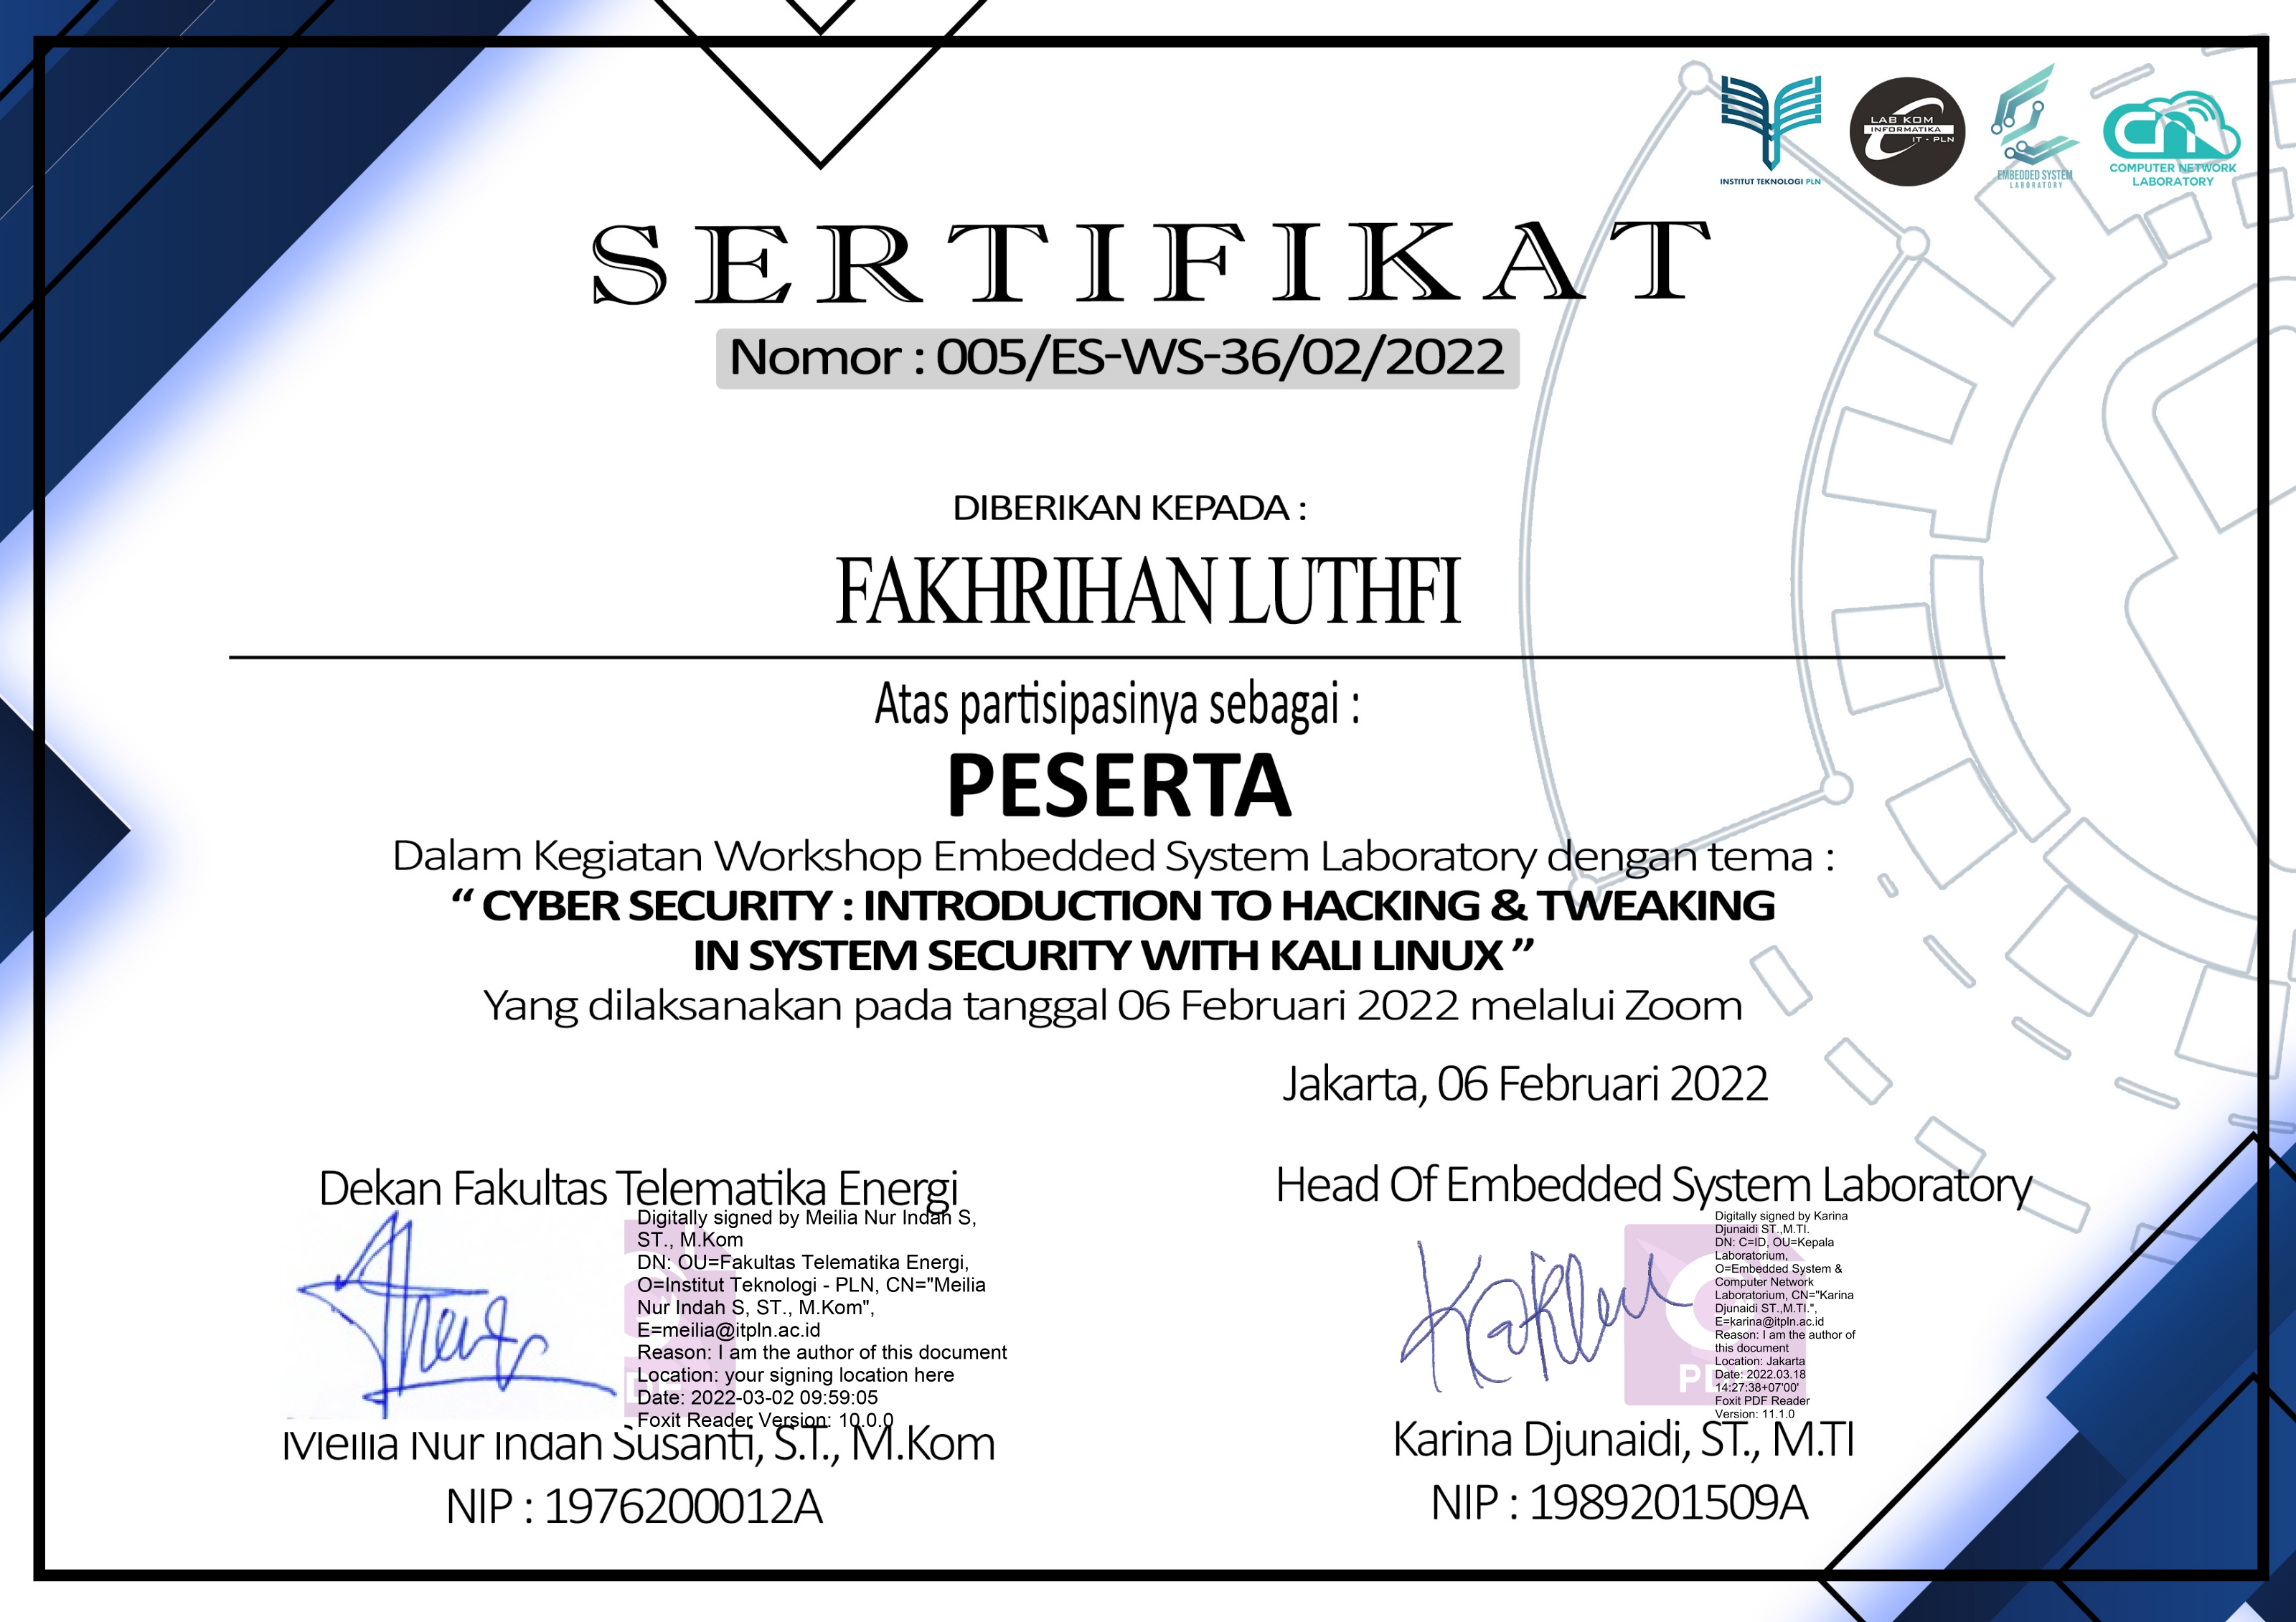 INSTITUT TEKNOLOGI PLN
LAB KOM
INFORMATIKA
IT - PLN
EMBEDDED SYSTEM
LABORATORY
COMPUTER NETWORK
LABORATORY
SERTIFIKAT
Nomor : 005/ES-WS-36/02/2022
DIBERIKAN KEPADA :
FAKHRIHAN LUTHFI
Atas partisipasinya sebagai :
PESERTA
Dalam Kegiatan Workshop Embedded System Laboratory dengan tema :
“ CYBER SECURITY : INTRODUCTION TO HACKING & TWEAKING
IN SYSTEM SECURITY WITH KALI LINUX ”
Yang dilaksanakan pada tanggal 06 Februari 2022 melalui Zoom
Jakarta, 06 Februari 2022
Dekan Fakultas Telematika Energi
Digitally signed by Meilia Nur Indah S,
ST., M.Kom
DN: OU=Fakultas Telematika Energi,
O=Institut Teknologi - PLN, CN="Meilia
Nur Indah S, ST., M.Kom",
E=meilia@itpln.ac.id
Reason: I am the author of this document
Location: your signing location here
Date: 2022-03-02 09:59:05
Foxit Reader Version: 10.0.0
Meilia Nur Indah Susanti, S.T., M.Kom
NIP : 1976200012A
Head Of Embedded System Laboratory
Digitally signed by Karina
Djunaidi ST.,M.TI.
DN: C=ID, OU=Kepala
Laboratorium,
O=Embedded System &
Computer Network
Laboratorium, CN="Karina
Djunaidi ST.,M.TI.",
E=karina@itpln.ac.id
Reason: I am the author of
this document
Location: Jakarta
Date: 2022.03.18
14:27:38+07'00'
Foxit PDF Reader
Version: 11.1.0
Karina Djunaidi, ST., M.TI
NIP : 1989201509A